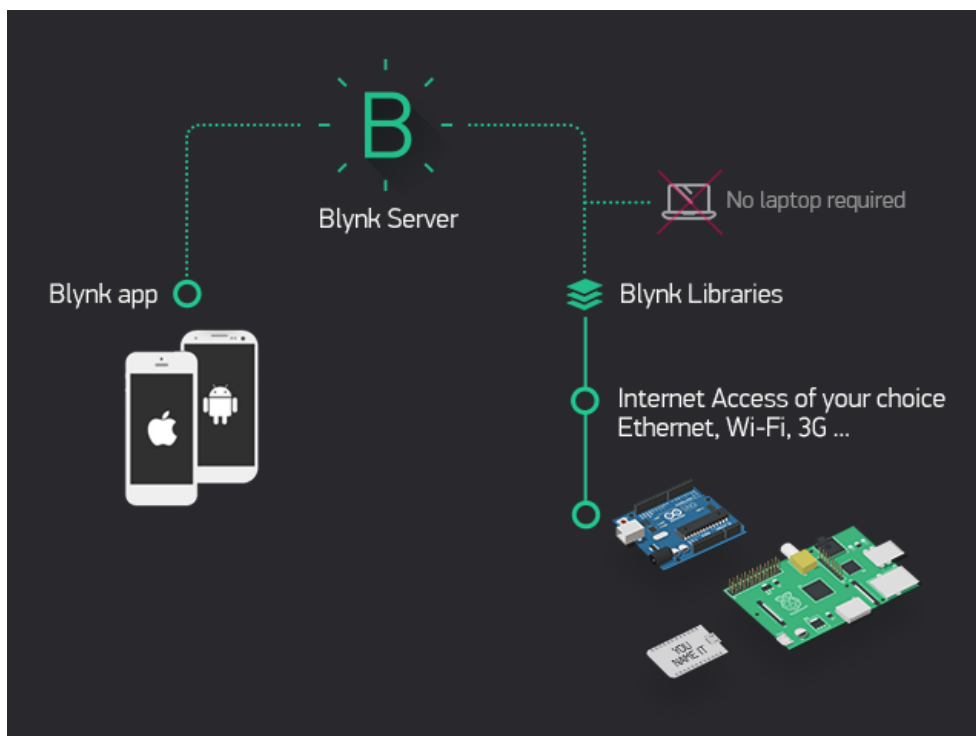 B
Blynk Server
No laptop required
Blynk app
Blynk Libraries
Internet Access of your choice
Ethernet, Wi-Fi, 3G ...
YOU
NAME IT